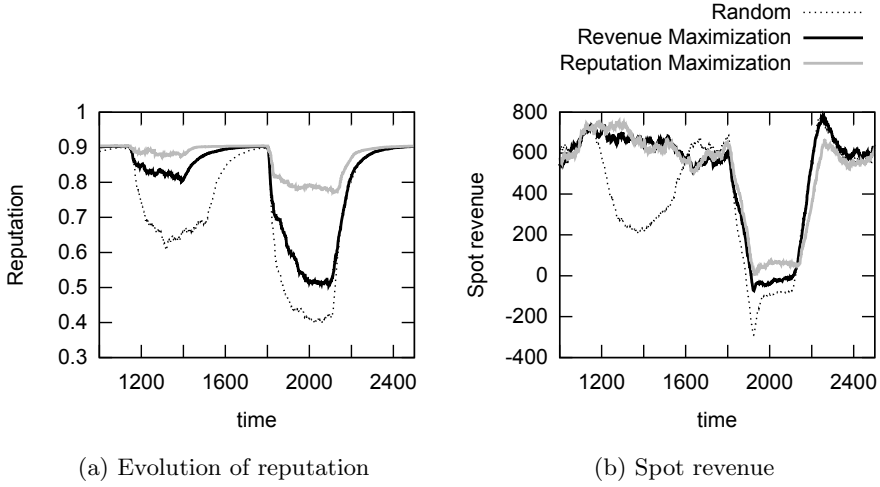 Random
Revenue Maximization
Reputation Maximization
1
0.9
0.8
0.7
0.6
0.5
0.4
0.3
Reputation
1200 1600 2000 2400
time
(a) Evolution of reputation
800
600
400
200
0
-200
-400
Spot revenue
1200 1600 2000 2400
time
(b) Spot revenue